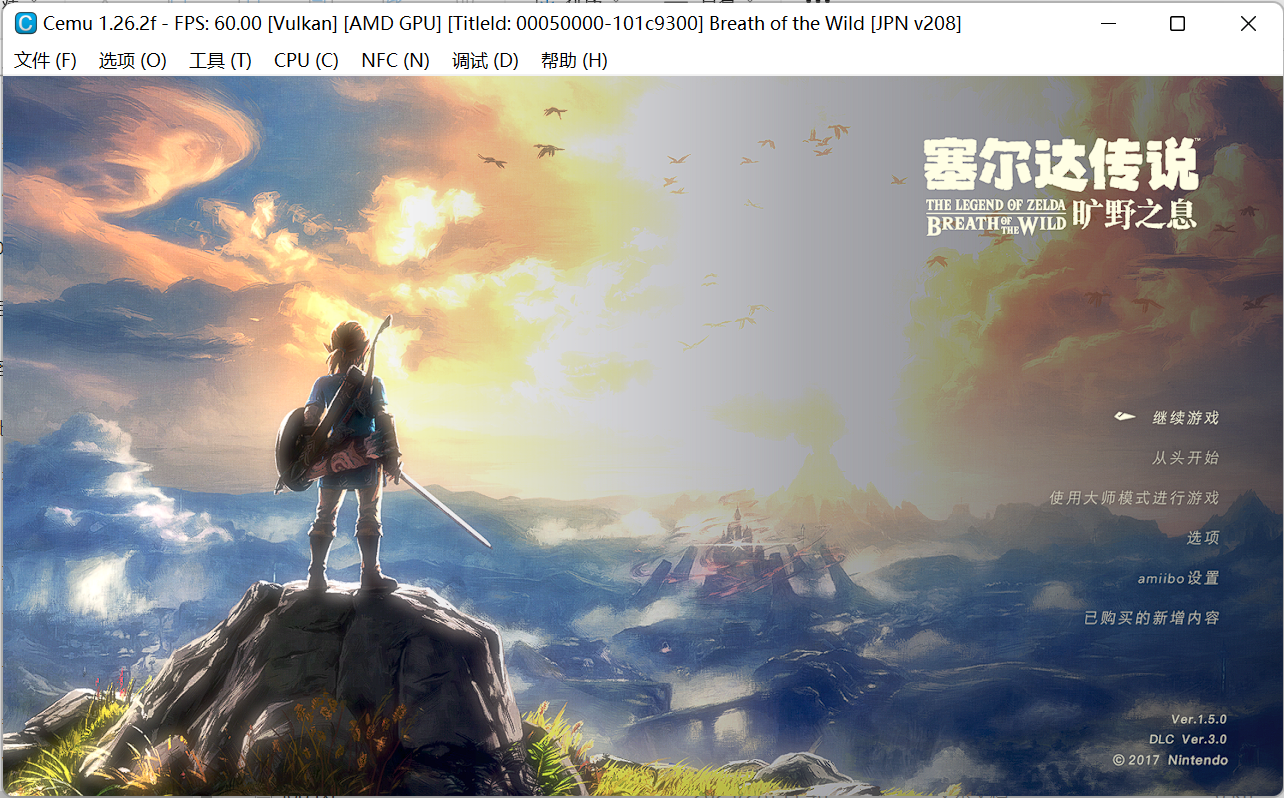 Cemu 1.26.2f - FPS: 60.00 [Vulkan] [AMD GPU] [TitleId: 00050000-101c9300] Breath of the Wild [JPN v208]
文件 (F) 选项 (O) 工具 (T) CPU (C) NFC (N) 调试 (D) 帮助 (H)
塞尔达传说™
THE LEGEND OF ZELDA
BREATH OF THE WILD 旷野之息
继续游戏
从头开始
使用大师模式进行游戏
选项
amiibo设置
已购买的新增内容
Ver.1.5.0
DLC Ver.3.0
© 2017 Nintendo